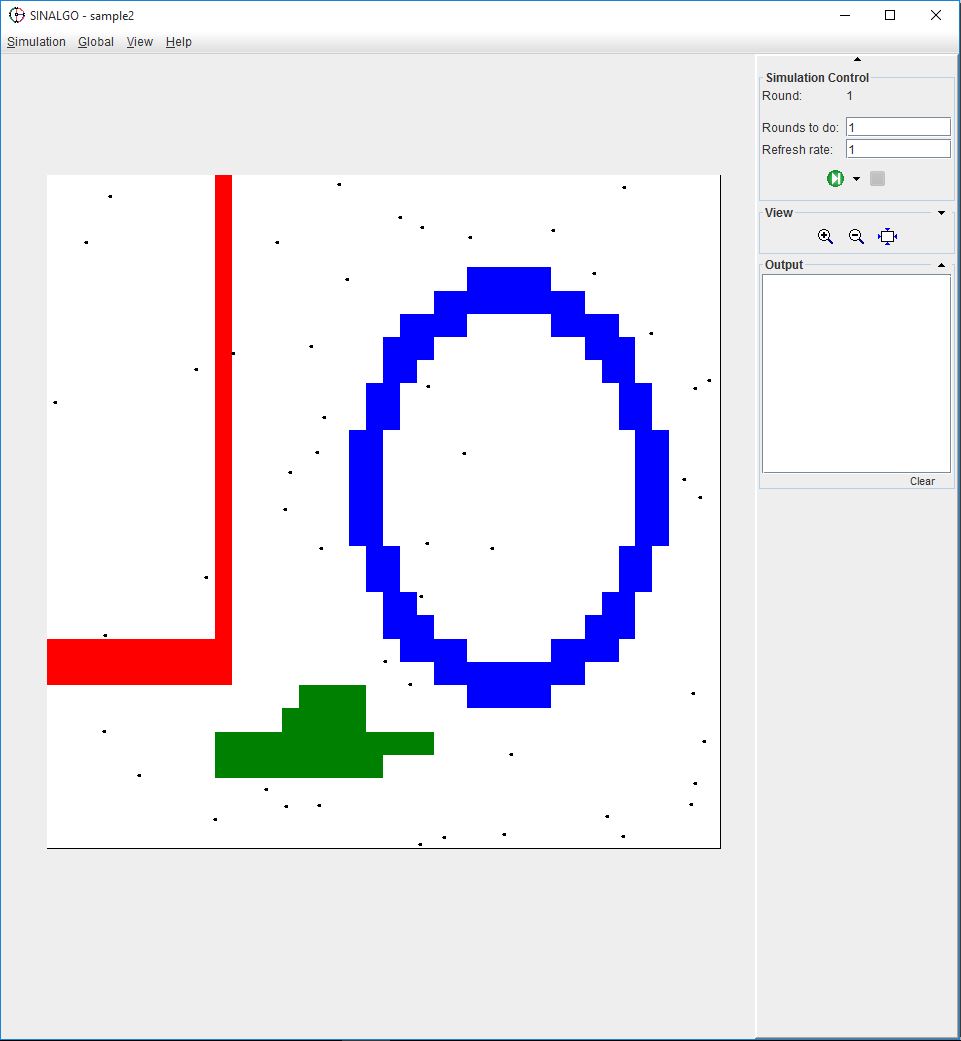 SINALGO - sample2
Simulation Global View Help
Simulation Control
Round: 1
Rounds to do: 1
Refresh rate: 1
View
Output
Clear